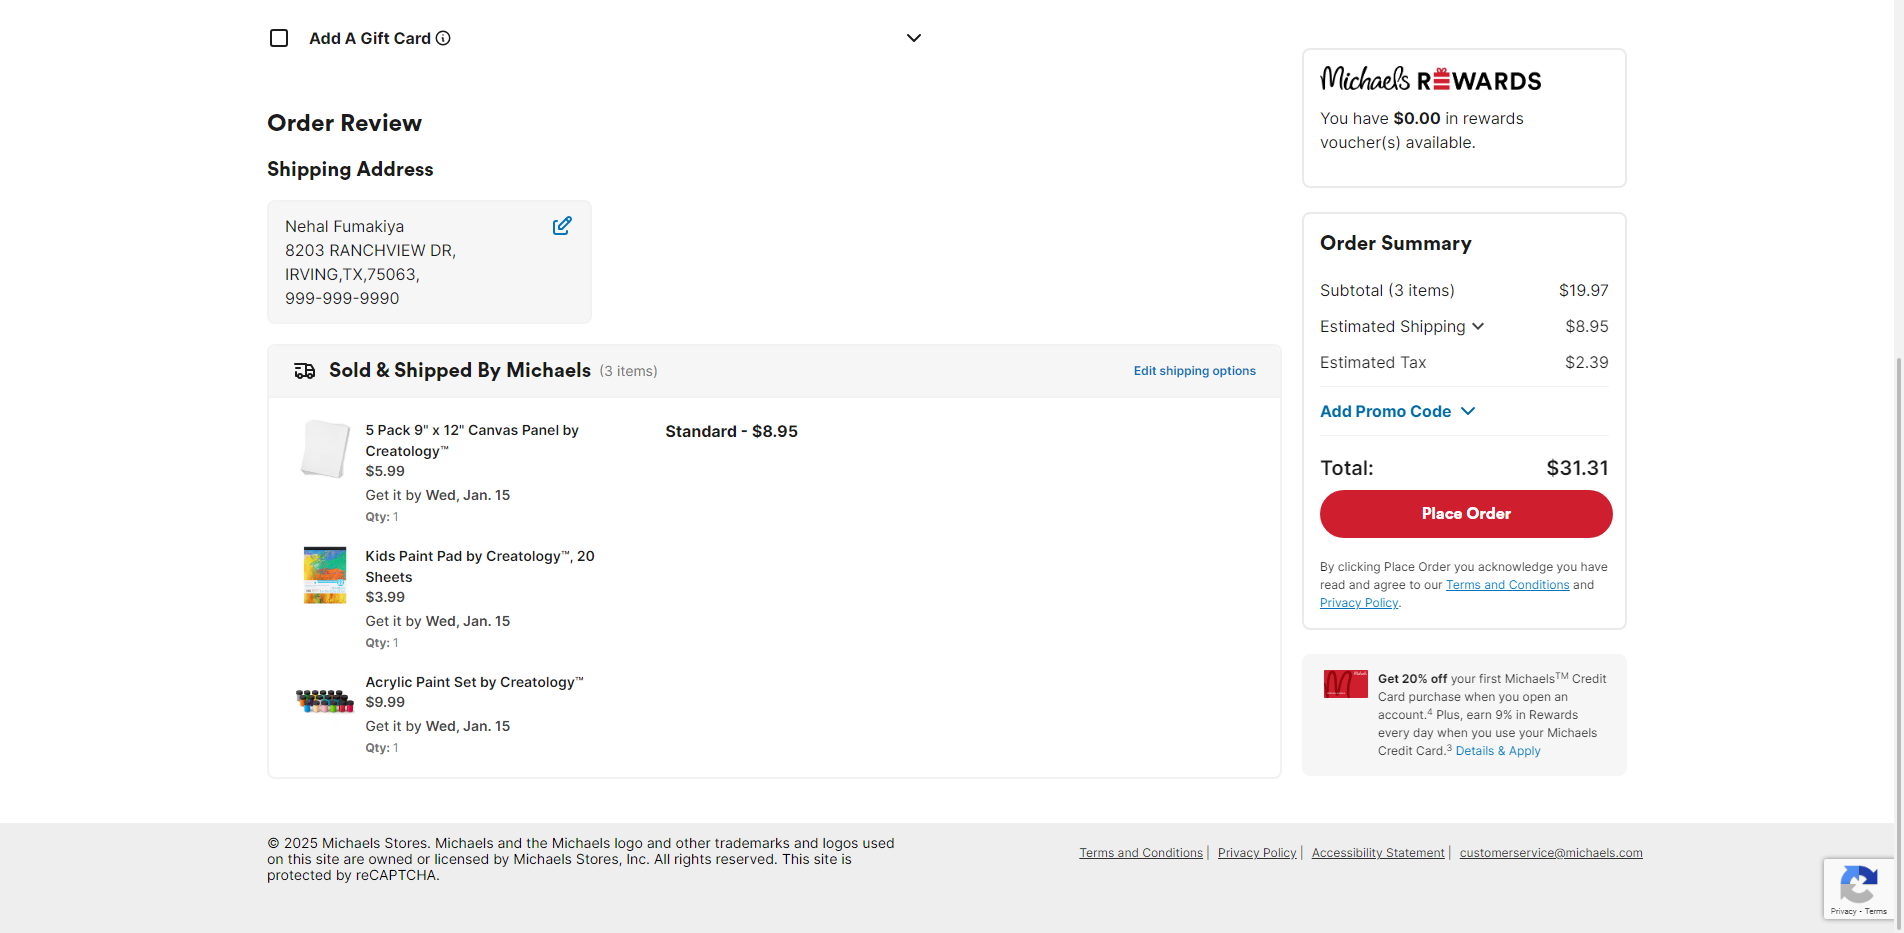 Add A Gift Card
Order Review
Shipping Address
Nehal Fumakiya
8203 RANCHVIEW DR,
IRVING,TX,75063,
999-999-9990
Sold & Shipped By Michaels (3 items)
Edit shipping options
5 Pack 9" x 12" Canvas Panel by
Creatology™
$5.99
Get it by Wed, Jan. 15
Qty: 1
Standard - $8.95
Kids Paint Pad by Creatology™, 20
Sheets
$3.99
Get it by Wed, Jan. 15
Qty: 1
Acrylic Paint Set by Creatology™
$9.99
Get it by Wed, Jan. 15
Qty: 1
Michaels REWARDS
You have $0.00 in rewards
voucher(s) available.
Order Summary
Subtotal (3 items) $19.97
Estimated Shipping $8.95
Estimated Tax $2.39
Add Promo Code
Total: $31.31
Place Order
By clicking Place Order you acknowledge you have
read and agree to our Terms and Conditions and
Privacy Policy.
Get 20% off your first Michaels™ Credit
Card purchase when you open an
account.⁴ Plus, earn 9% in Rewards
every day when you use your Michaels
Credit Card.³ Details & Apply
© 2025 Michaels Stores. Michaels and the Michaels logo and other trademarks and logos used
on this site are owned or licensed by Michaels Stores, Inc. All rights reserved. This site is
protected by reCAPTCHA.
Terms and Conditions | Privacy Policy | Accessibility Statement | customerservice@michaels.com
Privacy - Terms